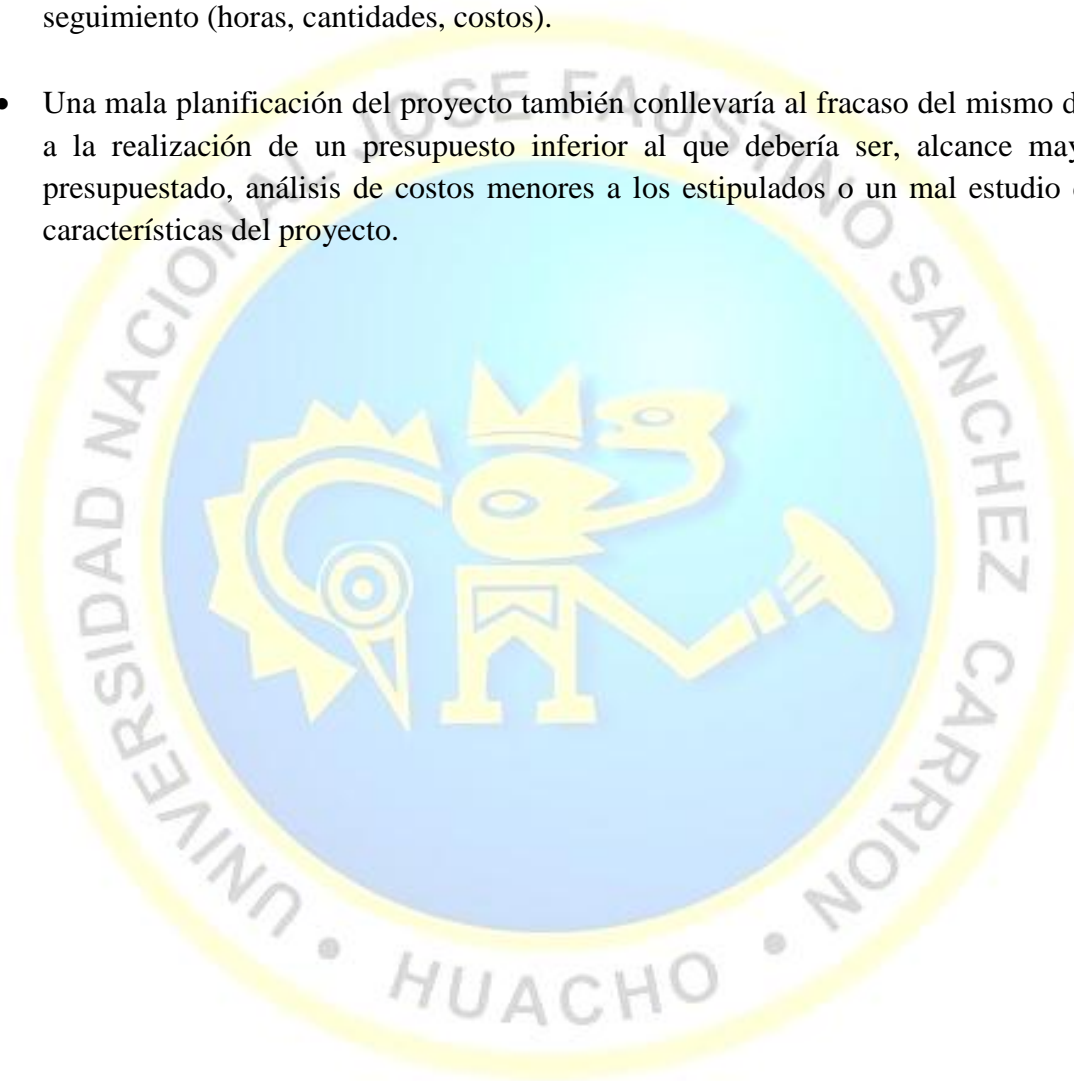 seguimiento (horas, cantidades, costos).
• Una mala planificación del proyecto también conllevaría al fracaso del mismo d
a la realización de un presupuesto inferior al que debería ser, alcance may
presupuestado, análisis de costos menores a los estipulados o un mal estudio
características del proyecto.
UNIVERSIDAD NACIONAL JOSE FAUSTINO SANCHEZ CARRION • HUACHO •